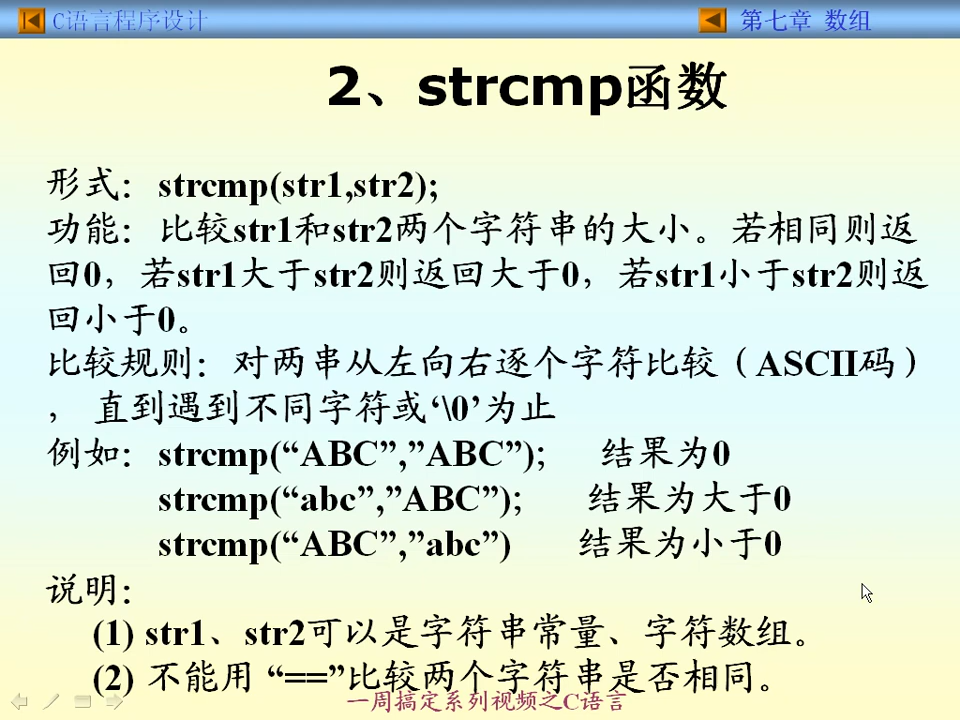 C语言程序设计
第七章 数组
2、strcmp函数
形式：strcmp(str1,str2);
功能：比较str1和str2两个字符串的大小。若相同则返
回0，若str1大于str2则返回大于0，若str1小于str2则返
回小于0。
比较规则：对两串从左向右逐个字符比较（ASCII码）
，直到遇到不同字符或‘\0’为止
例如：strcmp(“ABC”,”ABC”); 结果为0
strcmp(“abc”,”ABC”); 结果为大于0
strcmp(“ABC”,”abc”) 结果为小于0
说明：
(1) str1、str2可以是字符串常量、字符数组。
(2) 不能用 “==”比较两个字符串是否相同。
一周搞定系列视频之C语言